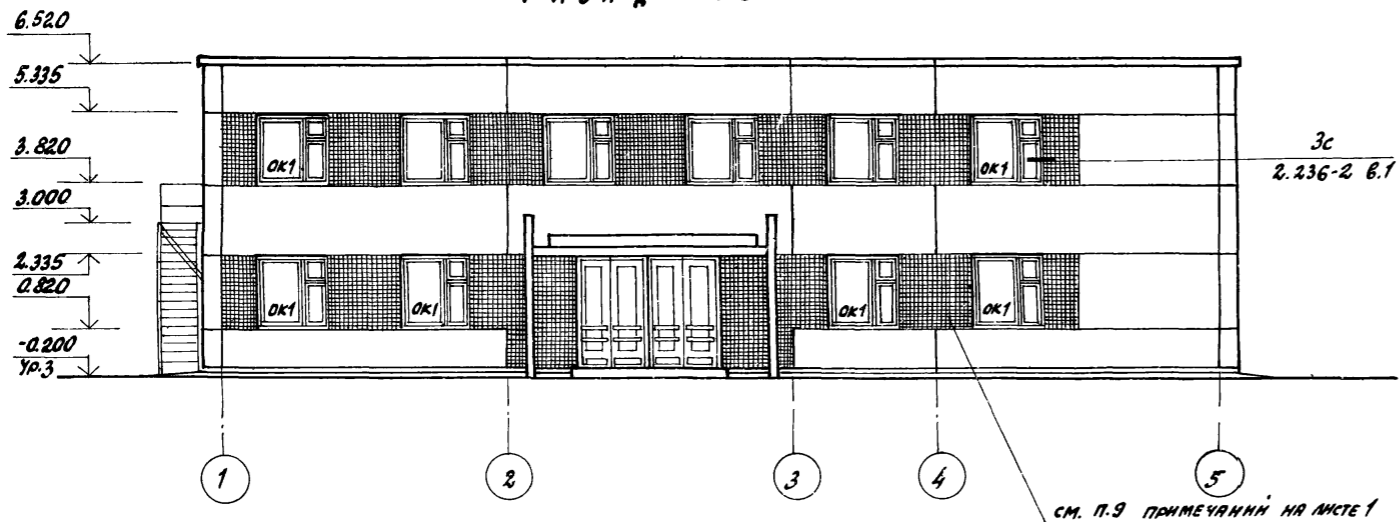 6.520
5.335
3.820
3.000
2.335
0.820
-0.200
УР.З
ОК1
ОК1
3с
2.236-2 в.1
ОК1
ОК1
ОК1
ОК1
1
2
3
4
5
см. п.9 примечаний на листе 1